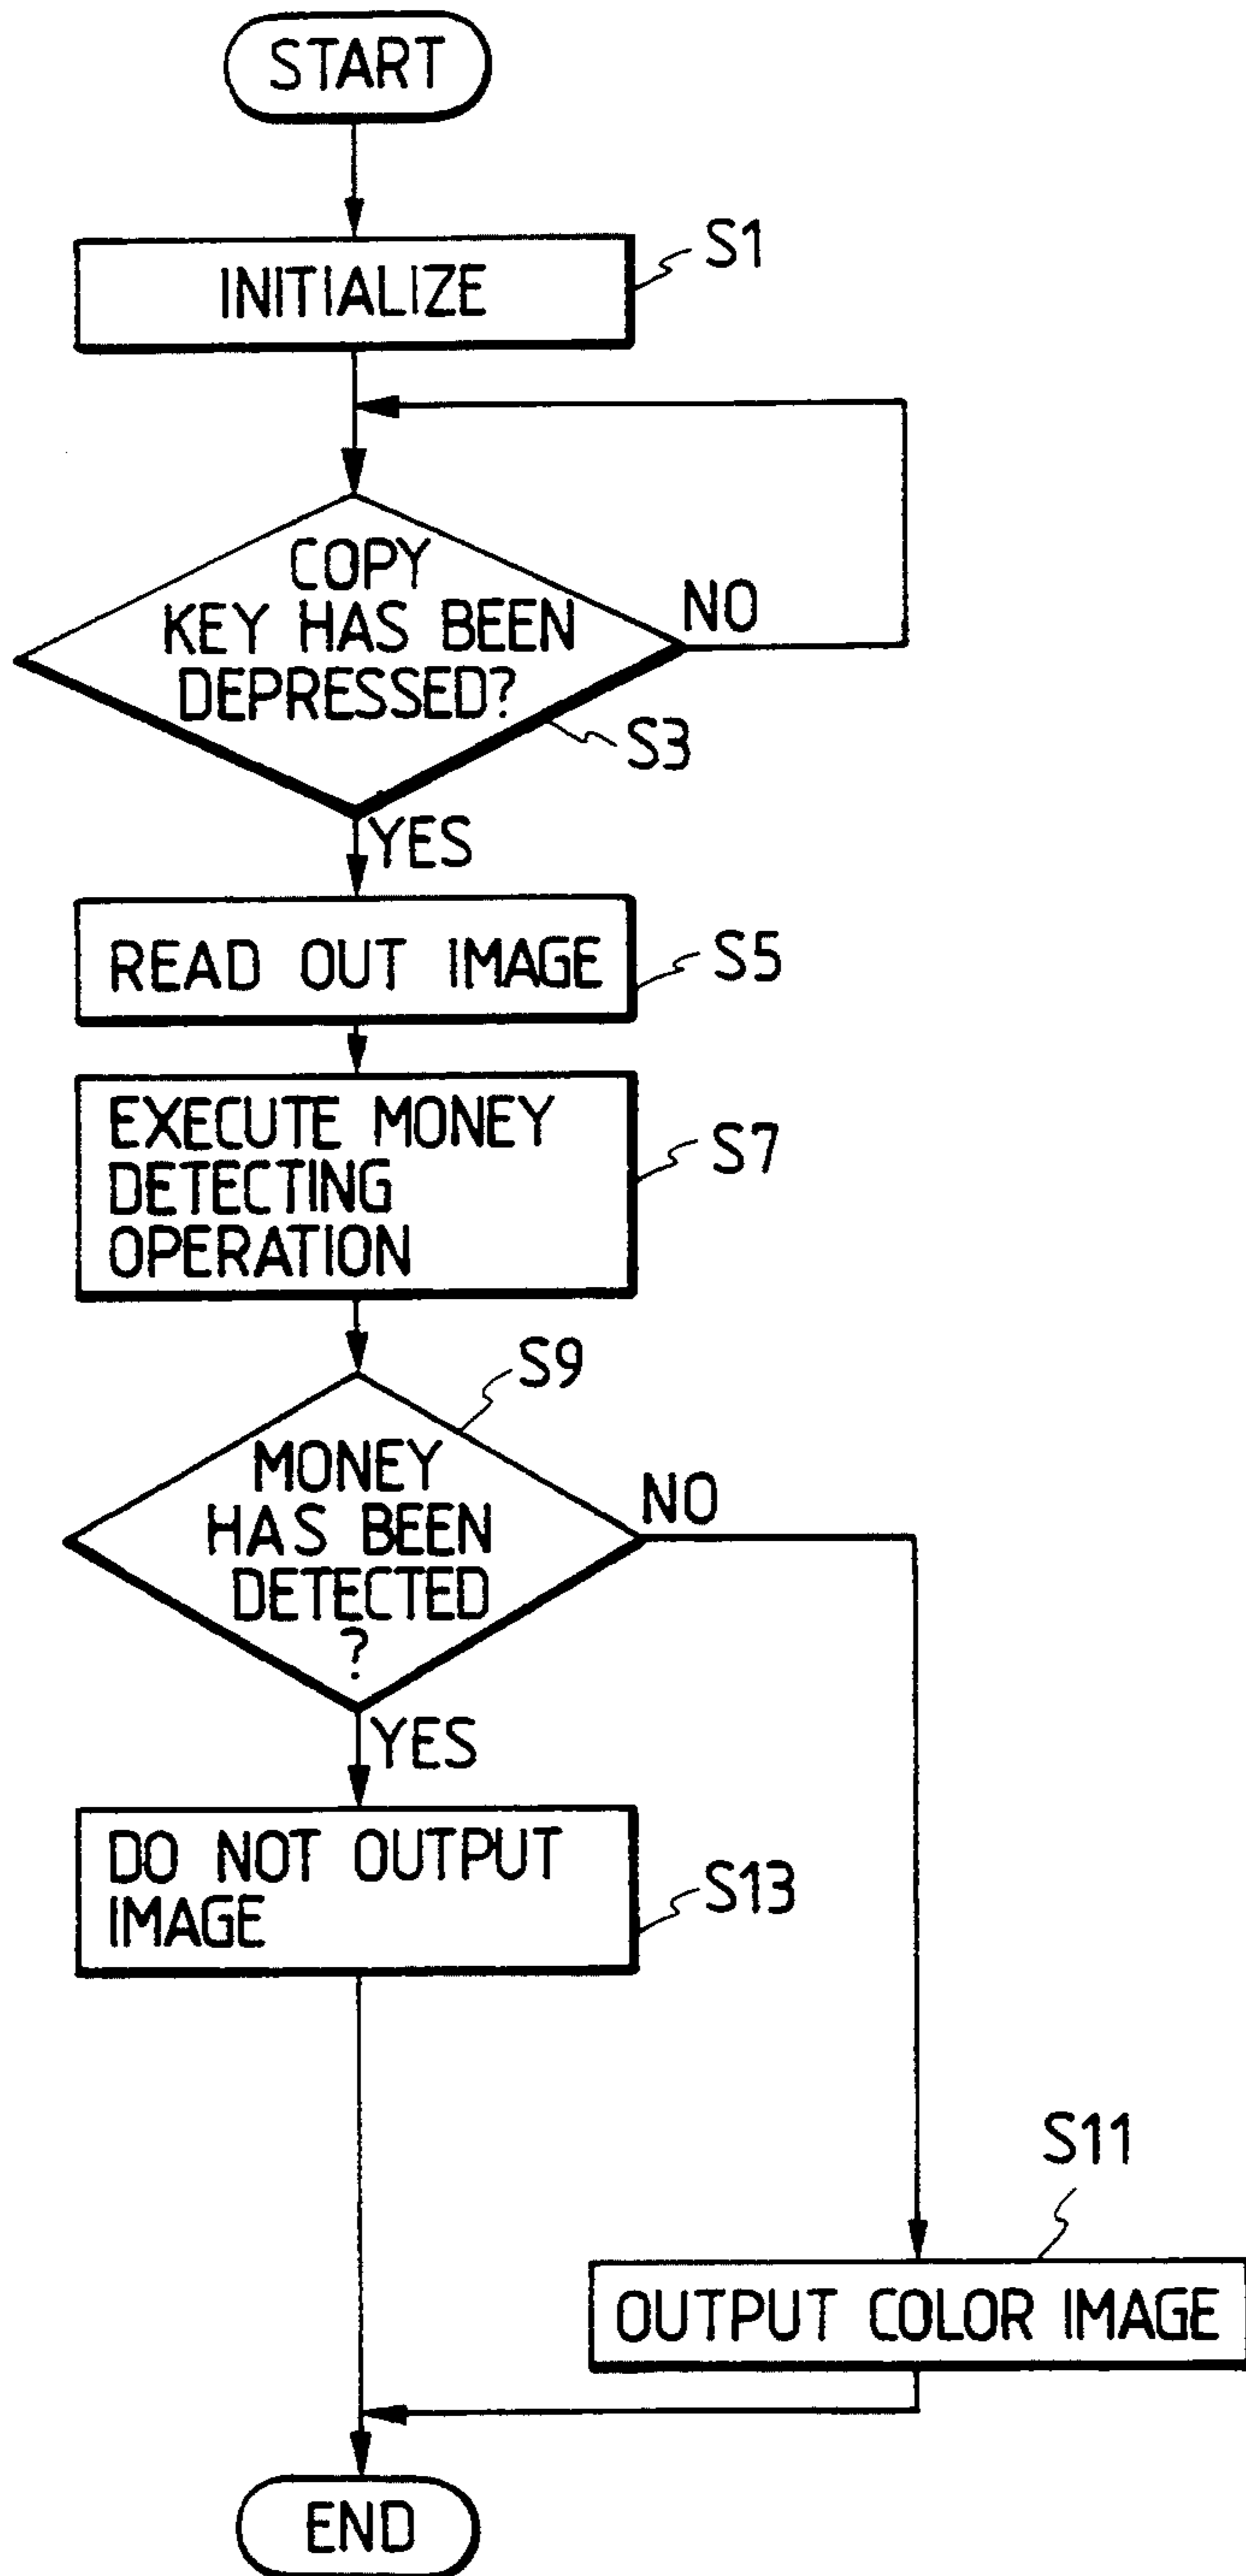 START
INITIALIZE
S1
COPY
KEY HAS BEEN
DEPRESSED?
NO
S3
YES
READ OUT IMAGE
S5
EXECUTE MONEY
DETECTING
OPERATION
S7
S9
MONEY
HAS BEEN
DETECTED
?
NO
YES
DO NOT OUTPUT
IMAGE
S13
S11
OUTPUT COLOR IMAGE
END